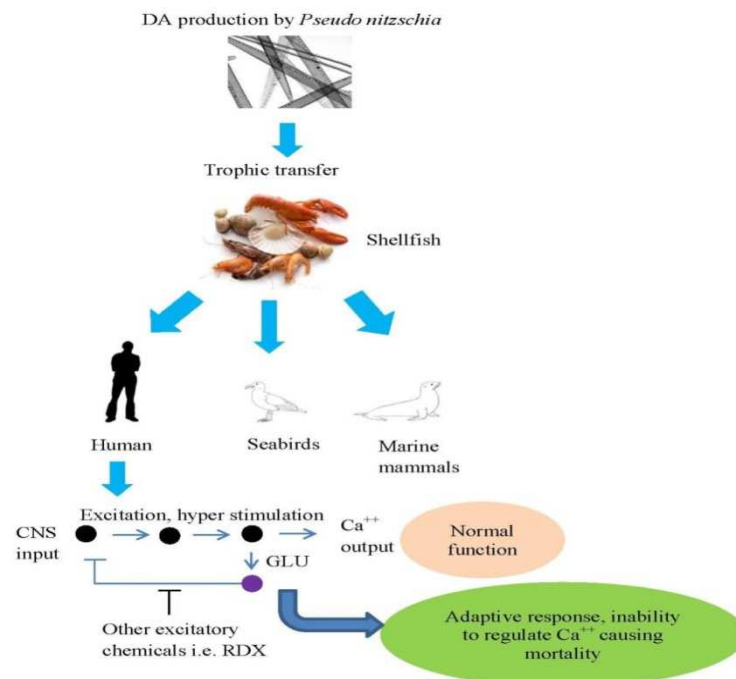 DA production by Pseudo nitzschia
Trophic transfer
Shellfish
Human
Seabirds
Marine
mammals
Excitation, hyper stimulation
CNS
input
Ca++
output
Normal
function
GLU
Other excitatory
chemicals i.e. RDX
Adaptive response, inability
to regulate Ca++ causing
mortality